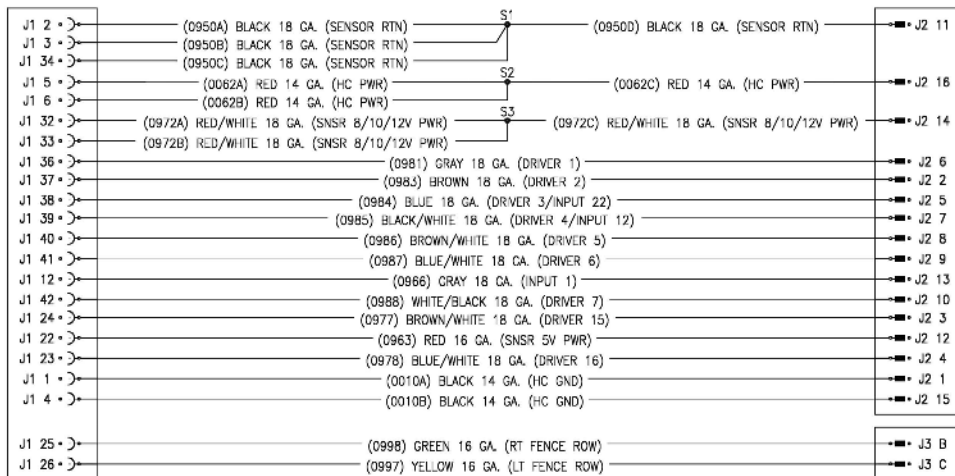 J1 2 (0950A) BLACK 18 GA. (SENSOR RTN) S1 (0950D) BLACK 18 GA. (SENSOR RTN) J2 11
J1 3 (0950B) BLACK 18 GA. (SENSOR RTN)
J1 34 (0950C) BLACK 18 GA. (SENSOR RTN)
J1 5 (0062A) RED 14 GA. (HC PWR) S2 (0062C) RED 14 GA. (HC PWR) J2 16
J1 6 (0062B) RED 14 GA. (HC PWR)
J1 32 (0972A) RED/WHITE 18 GA. (SNSR 8/10/12V PWR) S3 (0972C) RED/WHITE 18 GA. (SNSR 8/10/12V PWR) J2 14
J1 33 (0972B) RED/WHITE 18 GA. (SNSR 8/10/12V PWR)
J1 36 (0981) GRAY 18 GA. (DRIVER 1) J2 6
J1 37 (0983) BROWN 18 GA. (DRIVER 2) J2 2
J1 38 (0984) BLUE 18 GA. (DRIVER 3/INPUT 22) J2 5
J1 39 (0985) BLACK/WHITE 18 GA. (DRIVER 4/INPUT 12) J2 7
J1 40 (0986) BROWN/WHITE 18 GA. (DRIVER 5) J2 8
J1 41 (0987) BLUE/WHITE 18 GA. (DRIVER 6) J2 9
J1 12 (0966) GRAY 18 GA. (INPUT 1) J2 13
J1 42 (0988) WHITE/BLACK 18 GA. (DRIVER 7) J2 10
J1 24 (0977) BROWN/WHITE 18 GA. (DRIVER 15) J2 3
J1 22 (0963) RED 16 GA. (SNSR 5V PWR) J2 12
J1 23 (0978) BLUE/WHITE 18 GA. (DRIVER 16) J2 4
J1 1 (0010A) BLACK 14 GA. (HC GND) J2 1
J1 4 (0010B) BLACK 14 GA. (HC GND) J2 15
J1 25 (0998) GREEN 16 GA. (RT FENCE ROW) J3 B
J1 26 (0997) YELLOW 16 GA. (LT FENCE ROW) J3 C